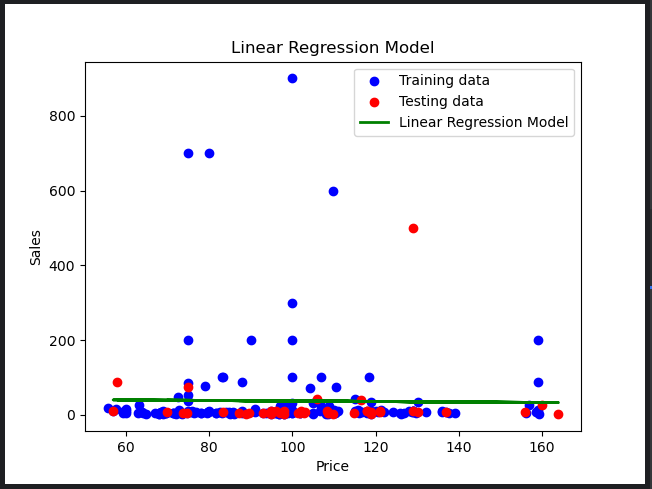 Linear Regression Model
Training data
Testing data
Linear Regression Model
800
600
400
200
0
Sales
60 80 100 120 140 160
Price